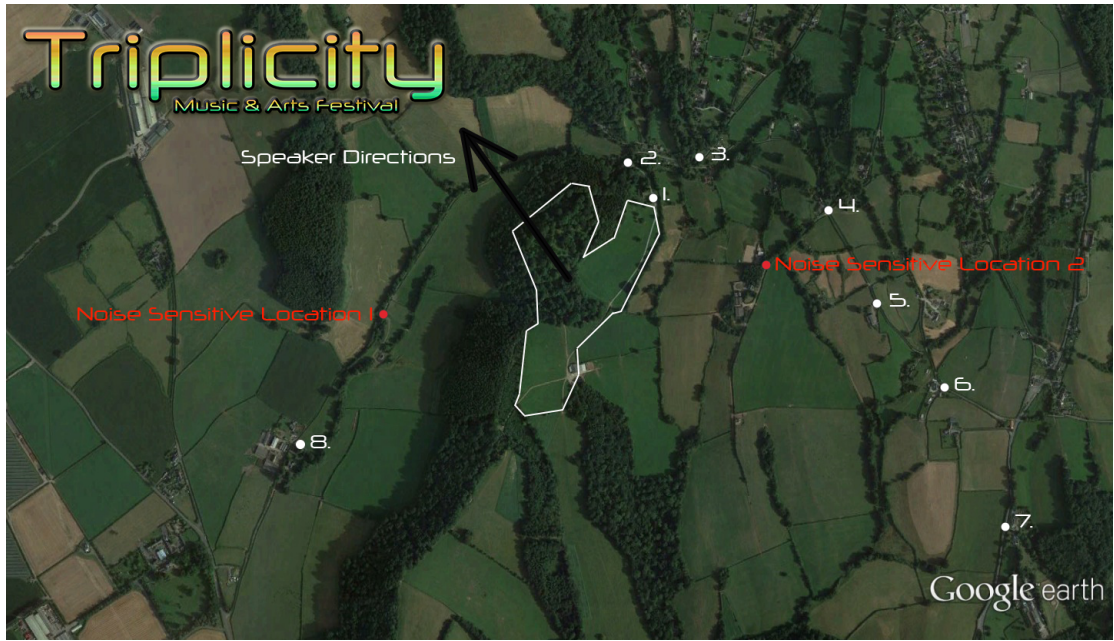 Triplicity
Music & Arts Festival
Speaker Directions
2.
3.
1.
4.
Noise Sensitive Location 2
5.
Noise Sensitive Location 1
6.
8.
7.
Google earth